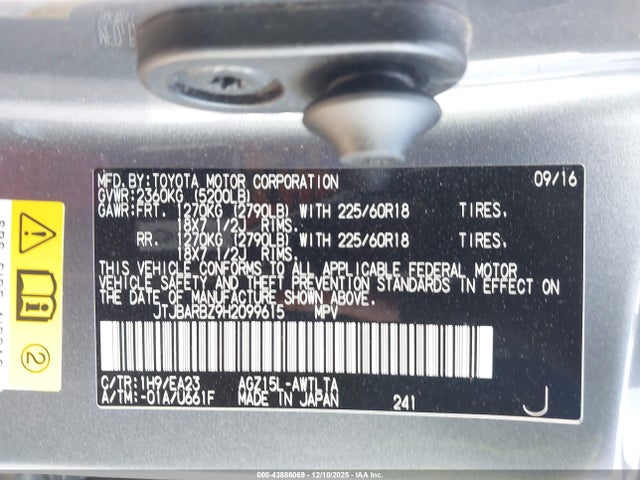 MFD.BY:TOYOTA MOTOR CORPORATION 09/16
GVWR:2360KG (5200LB)
GAWR:FRT. 1270KG (2790LB) WITH 225/60R18 TIRES.
18X7 1/2J RIMS.
RR. 1270KG (2790LB) WITH 225/60R18 TIRES.
18X7 1/2J RIMS.
THIS VEHICLE CONFORMS TO ALL APPLICABLE FEDERAL MOTOR
VEHICLE SAFETY AND THEFT PREVENTION STANDARDS IN EFFECT ON
THE DATE OF MANUFACTURE SHOWN ABOVE.
JTJBARBZ9H2099615 MPV
C/TR:1H9/EA23 AGZ15L-AWTLTA
A/TM:-01A/U661F MADE IN JAPAN 241 J
2
000-43886069 - 12/10/2025 - IAAI.CA